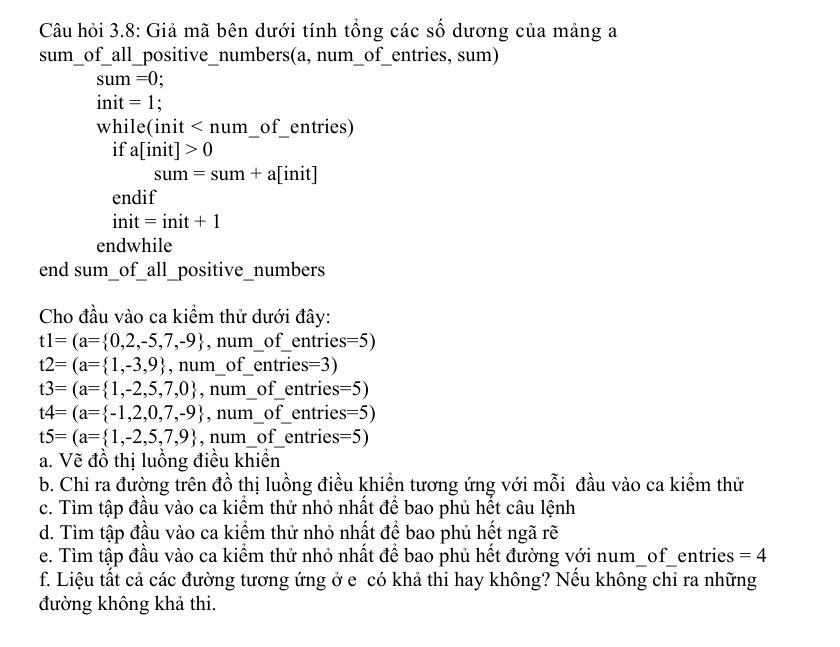 Câu hỏi 3.8: Giả mã bên dưới tính tổng các số dương của mảng a
sum_of_all_positive_numbers(a, num_of_entries, sum)
sum =0;
init = 1;
while(init < num_of_entries)
if a[init] > 0
sum = sum + a[init]
endif
init = init + 1
endwhile
end sum_of_all_positive_numbers
Cho đầu vào ca kiểm thử dưới đây:
t1= (a={0,2,-5,7,-9}, num_of_entries=5)
t2= (a={1,-3,9}, num_of_entries=3)
t3= (a={1,-2,5,7,0}, num_of_entries=5)
t4= (a={-1,2,0,7,-9}, num_of_entries=5)
t5= (a={1,-2,5,7,9}, num_of_entries=5)
a. Vẽ đồ thị luồng điều khiển
b. Chỉ ra đường trên đồ thị luồng điều khiển tương ứng với mỗi đầu vào ca kiểm thử
c. Tìm tập đầu vào ca kiểm thử nhỏ nhất để bao phủ hết câu lệnh
d. Tìm tập đầu vào ca kiểm thử nhỏ nhất để bao phủ hết ngã rẽ
e. Tìm tập đầu vào ca kiểm thử nhỏ nhất để bao phủ hết đường với num_of_entries = 4
f. Liệu tất cả các đường tương ứng ở e có khả thi hay không? Nếu không chỉ ra những
đường không khả thi.